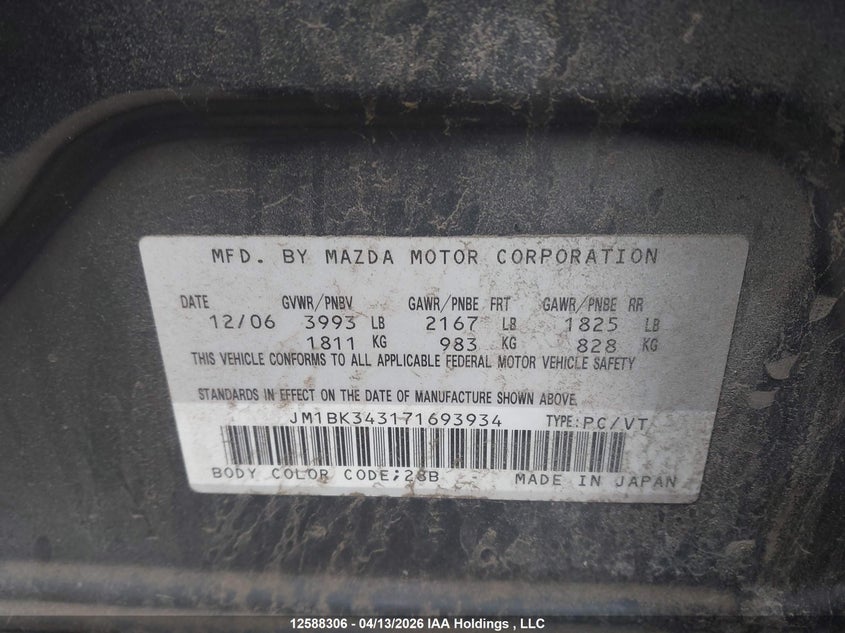 MFD. BY MAZDA MOTOR CORPORATION
DATE GVWR/PNBV GAWR/PNBE FRT GAWR/PNBE RR
12/06 3993 LB 2167 LB 1825 LB
1811 KG 983 KG 828 KG
THIS VEHICLE CONFORMS TO ALL APPLICABLE FEDERAL MOTOR VEHICLE SAFETY
STANDARDS IN EFFECT ON THE DATE OF MANUFACTURE SHOWN ABOVE.
JM1BK343171693934 TYPE:PC/VT
BODY COLOR CODE;28B MADE IN JAPAN
12588306 - 04/13/2026 IAA Holdings , LLC